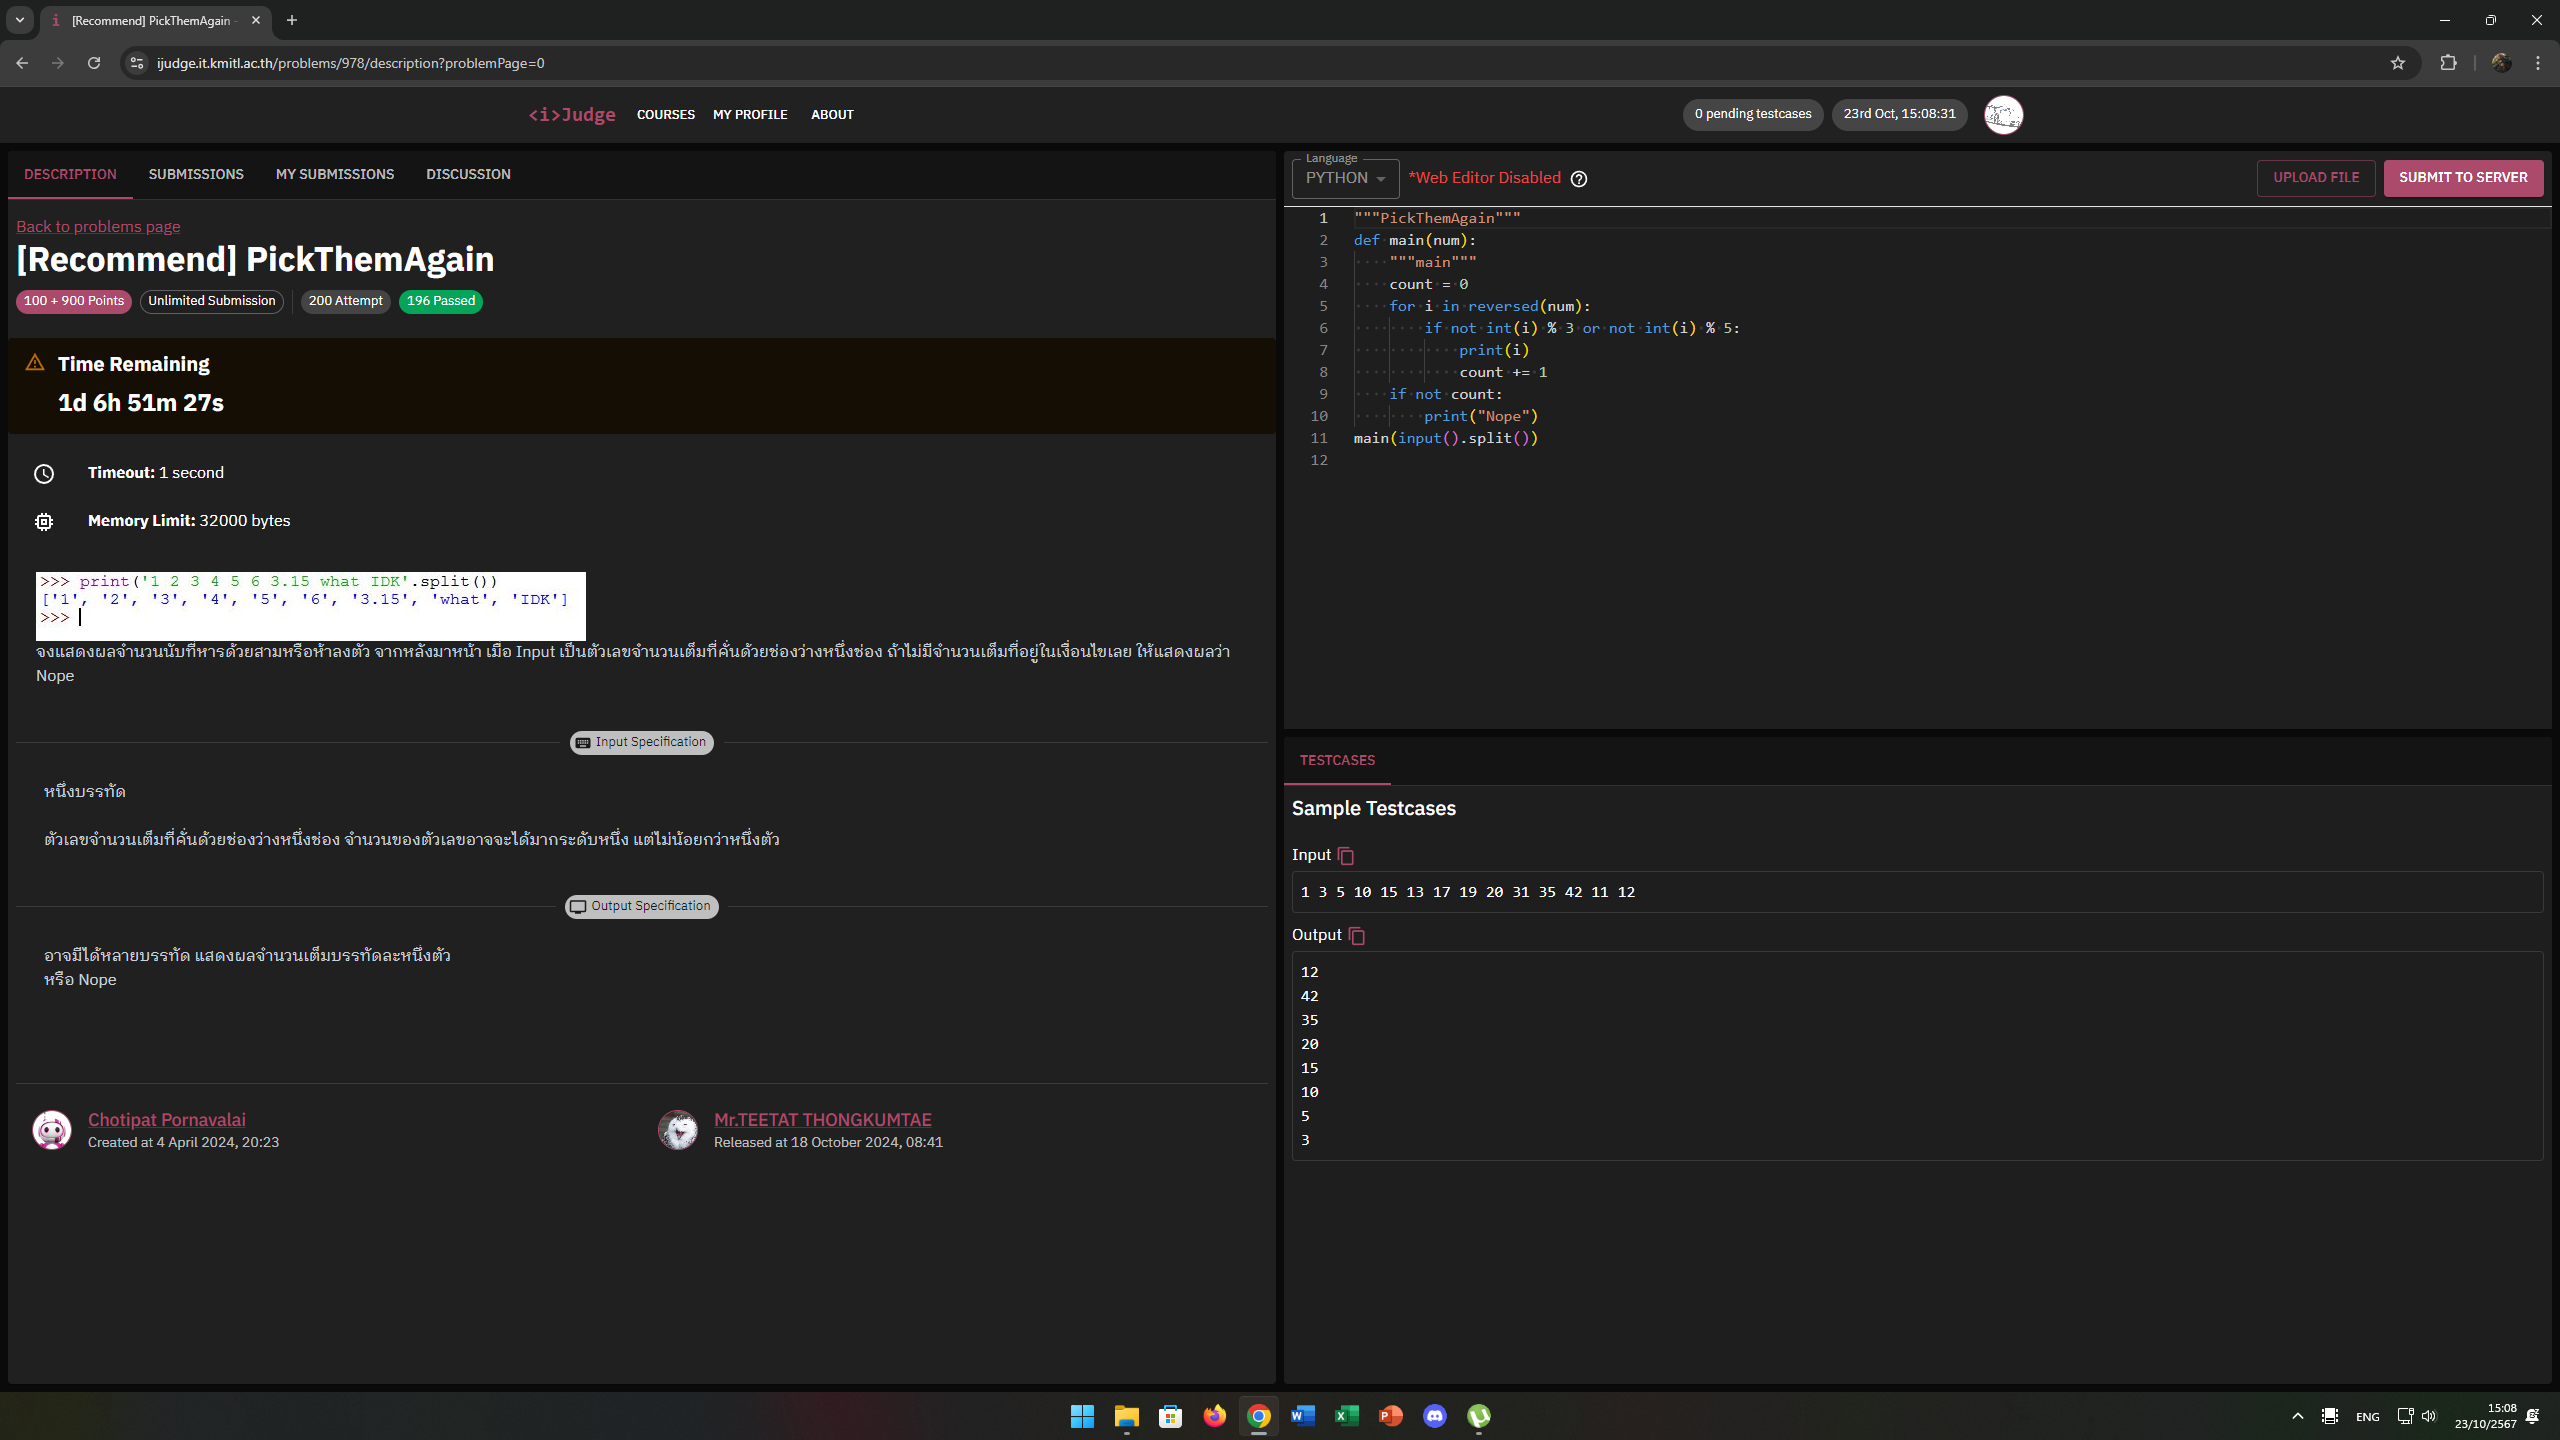 [Recommend] PickThemAgain -
ijudge.it.kmitl.ac.th/problems/978/description?problemPage=0
<i>Judge COURSES MY PROFILE ABOUT 0 pending testcases 23rd Oct, 15:08:31
DESCRIPTION SUBMISSIONS MY SUBMISSIONS DISCUSSION
Back to problems page
[Recommend] PickThemAgain
100 + 900 Points Unlimited Submission 200 Attempt 196 Passed
Time Remaining
1d 6h 51m 27s
Timeout: 1 second
Memory Limit: 32000 bytes
>>> print('1 2 3 4 5 6 3.15 what IDK'.split())
['1', '2', '3', '4', '5', '6', '3.15', 'what', 'IDK']
>>>
จงแสดงผลจำนวนนับที่หารด้วยสามหรือห้าลงตัว จากหลังมาหน้า เมื่อ Input เป็นตัวเลขจำนวนเต็มที่คั่นด้วยช่องว่างหนึ่งช่อง ถ้าไม่มีจำนวนเต็มที่อยู่ในเงื่อนไขเลย ให้แสดงผลว่า
Nope
Input Specification
หนึ่งบรรทัด
ตัวเลขจำนวนเต็มที่คั่นด้วยช่องว่างหนึ่งช่อง จำนวนของตัวเลขอาจจะได้มากระดับหนึ่ง แต่ไม่น้อยกว่าหนึ่งตัว
Output Specification
อาจมีได้หลายบรรทัด แสดงผลจำนวนเต็มบรรทัดละหนึ่งตัว
หรือ Nope
Chotipat Pornavalai
Created at 4 April 2024, 20:23
Mr.TEETAT THONGKUMTAE
Released at 18 October 2024, 08:41
Language
PYTHON *Web Editor Disabled UPLOAD FILE SUBMIT TO SERVER
1 """PickThemAgain"""
2 def main(num):
3     """main"""
4     count = 0
5     for i in reversed(num):
6         if not int(i) % 3 or not int(i) % 5:
7             print(i)
8             count += 1
9     if not count:
10         print("Nope")
11 main(input().split())
12
TESTCASES
Sample Testcases
Input
1 3 5 10 15 13 17 19 20 31 35 42 11 12
Output
12
42
35
20
15
10
5
3
ENG
15:08
23/10/2567